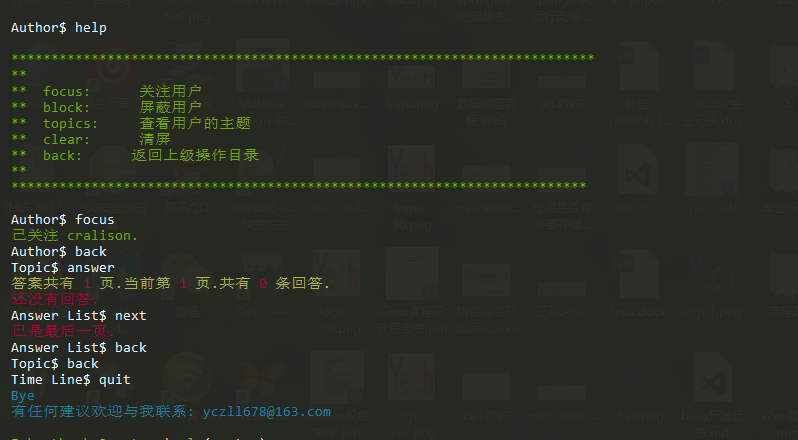 Author$ help
*************************************************************************
**
** focus: 关注用户
** block: 屏蔽用户
** topics: 查看用户的主题
** clear: 清屏
** back: 返回上级操作目录
**
************************************************************************
Author$ focus
已关注 cralison.
Author$ back
Topic$ answer
答案共有 1 页.当前第 1 页.共有 0 条回答.
还没有回答.
Answer List$ next
已是最后一页.
Answer List$ back
Topic$ back
Time Line$ quit
Bye
有任何建议欢迎与我联系: yczll678@163.com